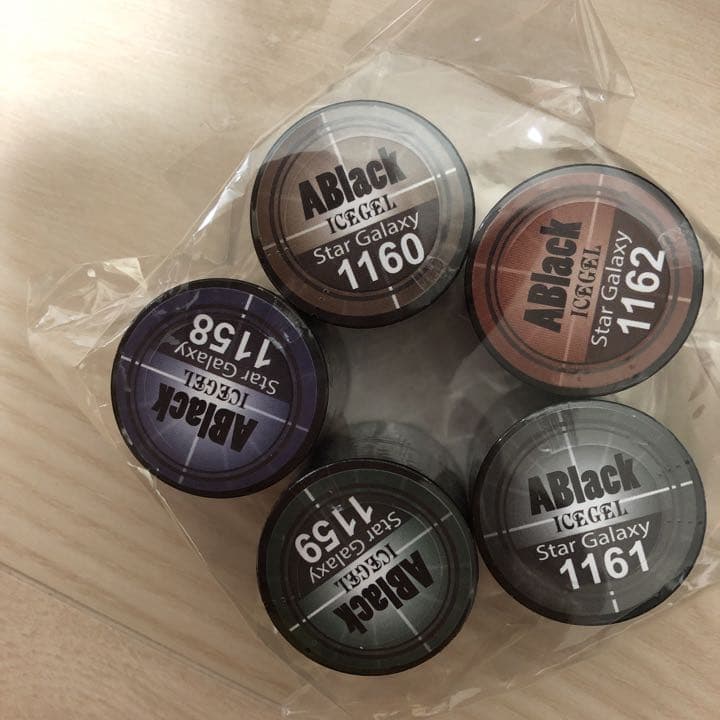 ABlack
ICEGEL
Star Galaxy
1160
ABlack
ICEGEL
Star Galaxy
1162
ABlack
ICEGEL
Star Galaxy
1158
ABlack
ICEGEL
Star Galaxy
1159
ABlack
ICEGEL
Star Galaxy
1161